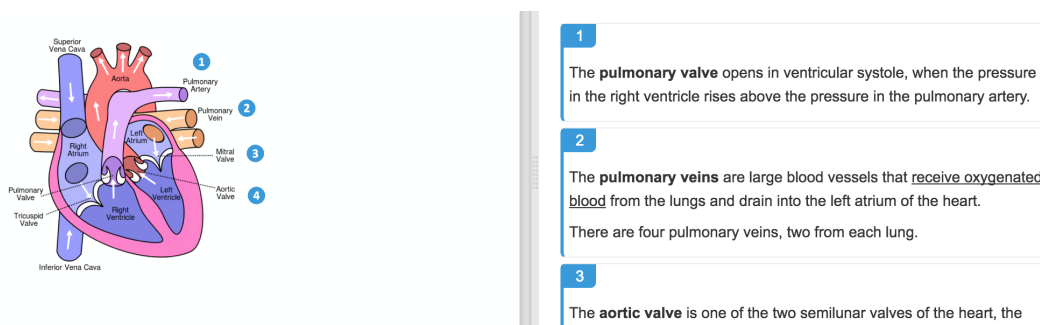 Superior
Vena Cava
Aorta
1
Pulmonary
Artery
Pulmonary
Vein
2
Left
Atrium
Right
Atrium
Mitral
Valve
3
Pulmonary
Valve
Left
Ventricle
Aortic
Valve
4
Right
Ventricle
Tricuspid
Valve
Inferior Vena Cava
1
The pulmonary valve opens in ventricular systole, when the pressure
in the right ventricle rises above the pressure in the pulmonary artery.
2
The pulmonary veins are large blood vessels that receive oxygenated
blood from the lungs and drain into the left atrium of the heart.
There are four pulmonary veins, two from each lung.
3
The aortic valve is one of the two semilunar valves of the heart, the